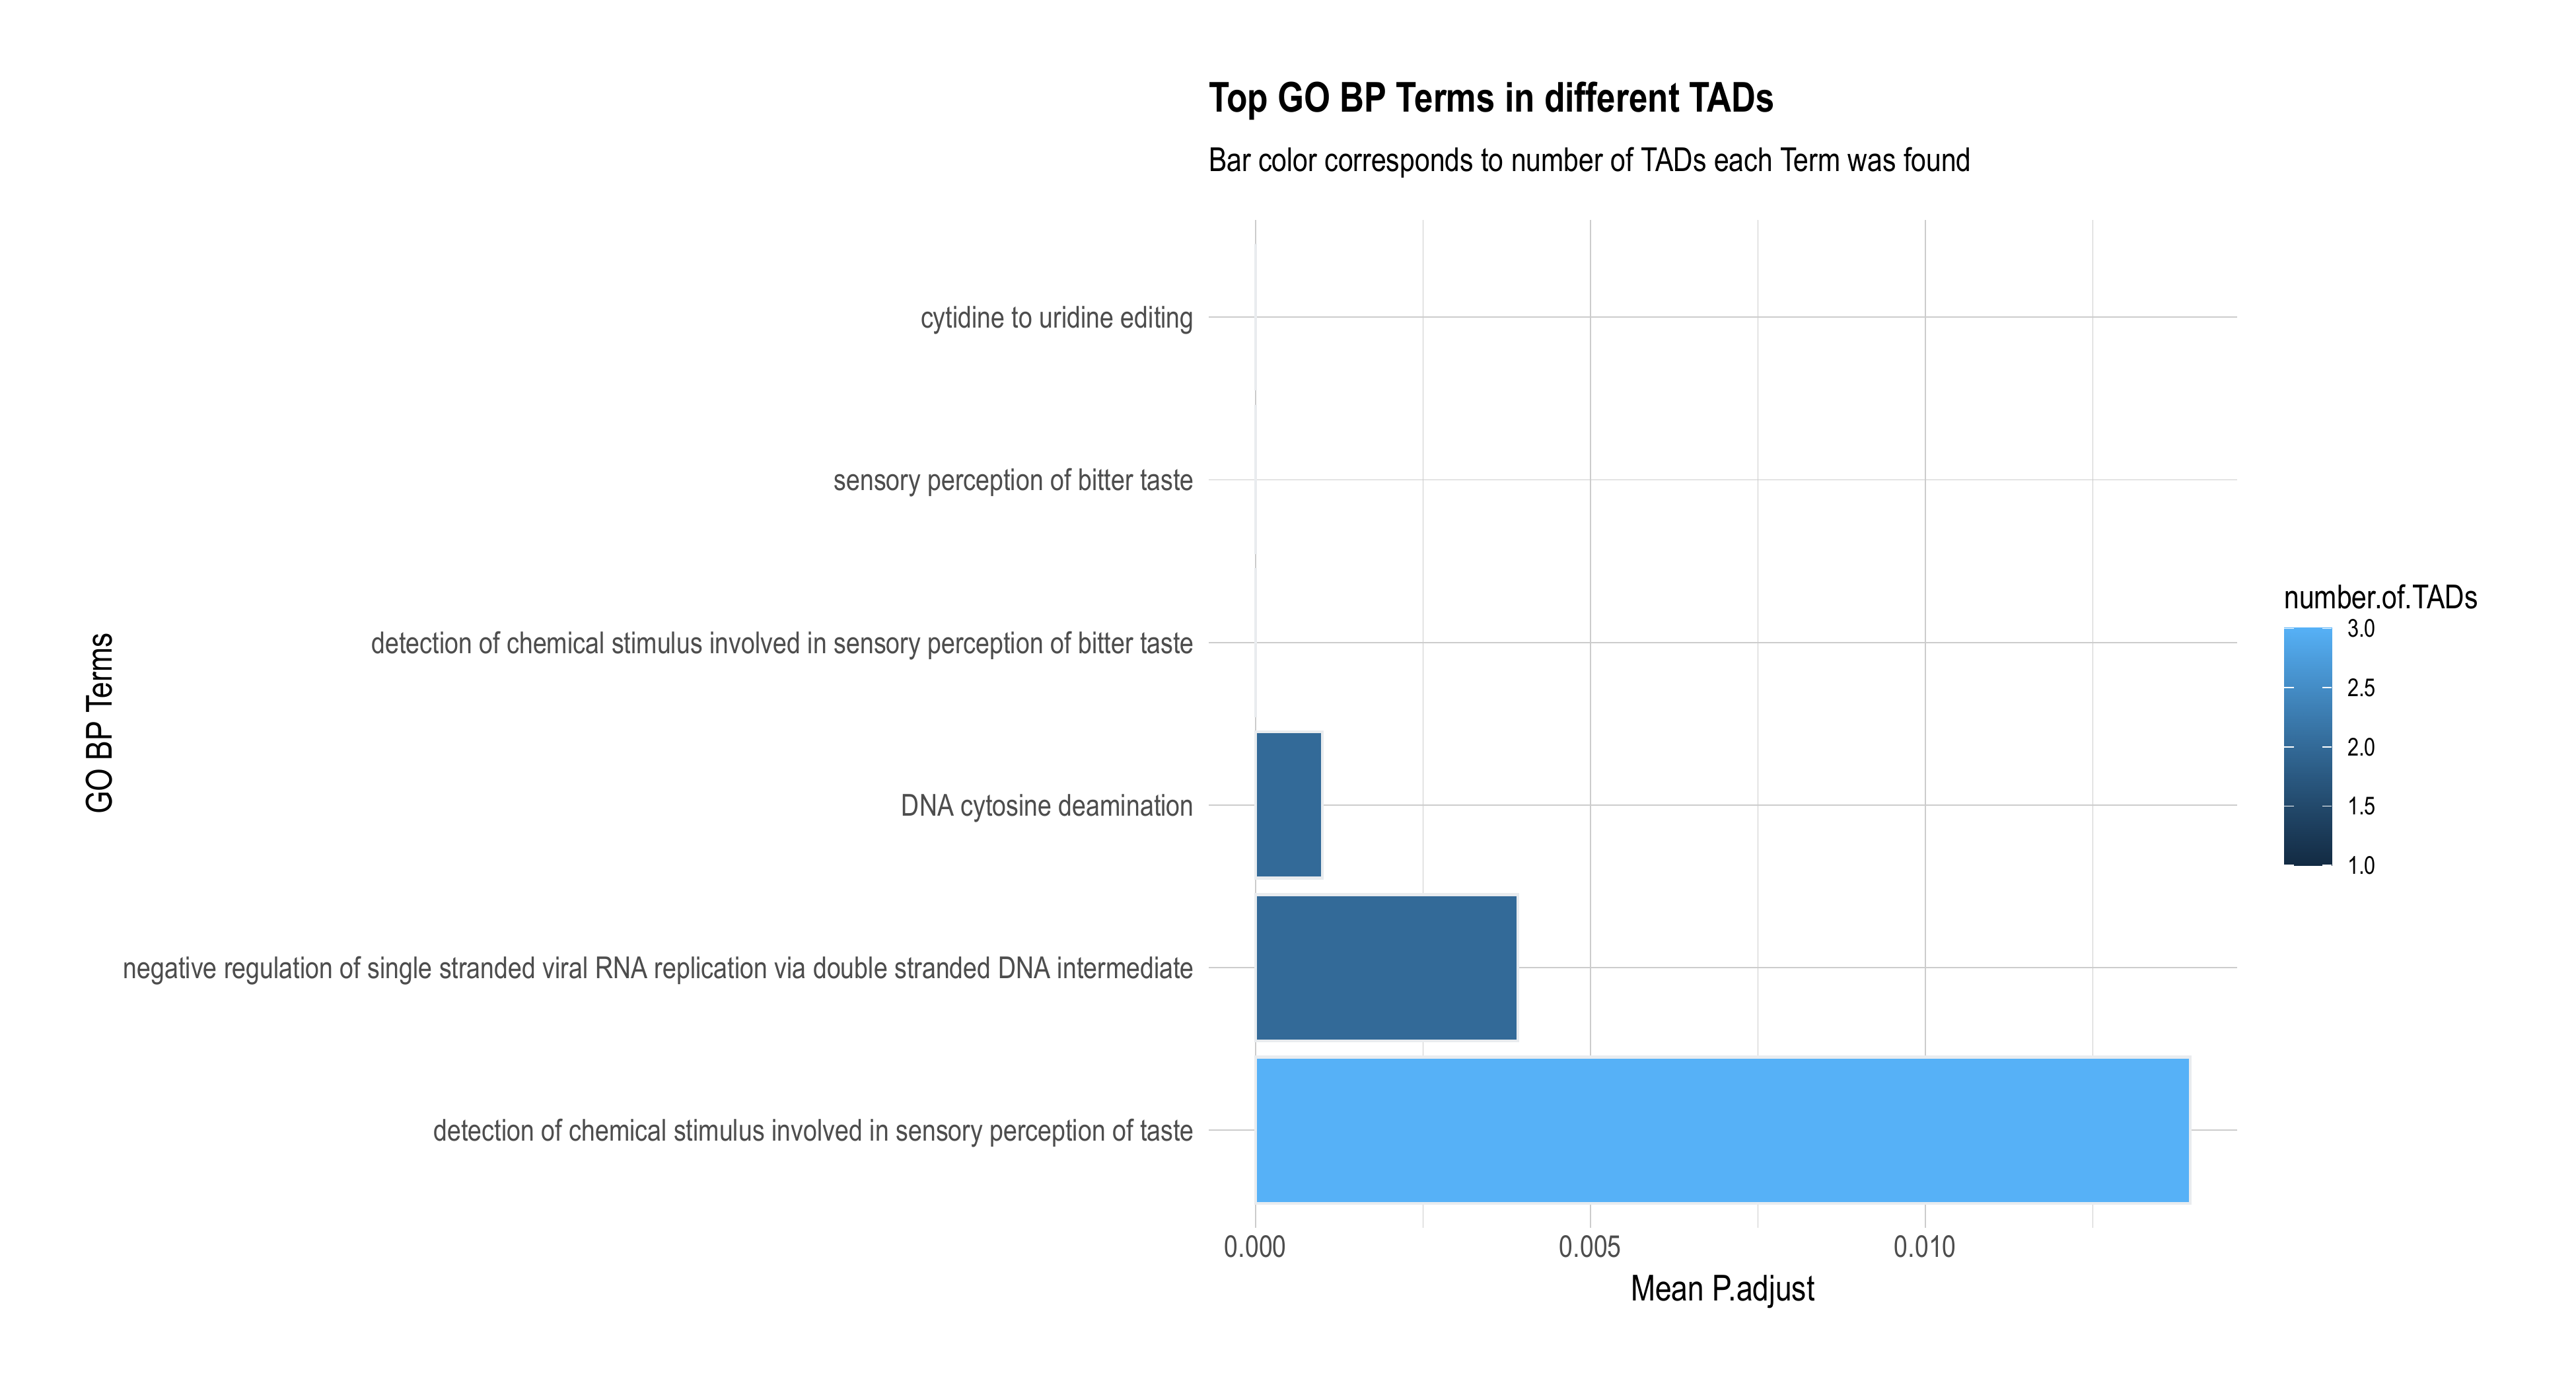 Top GO BP Terms in different TADs
Bar color corresponds to number of TADs each Term was found
GO BP Terms
cytidine to uridine editing
sensory perception of bitter taste
detection of chemical stimulus involved in sensory perception of bitter taste
DNA cytosine deamination
negative regulation of single stranded viral RNA replication via double stranded DNA intermediate
detection of chemical stimulus involved in sensory perception of taste
0.000 0.005 0.010
Mean P.adjust
number.of.TADs
3.0
2.5
2.0
1.5
1.0